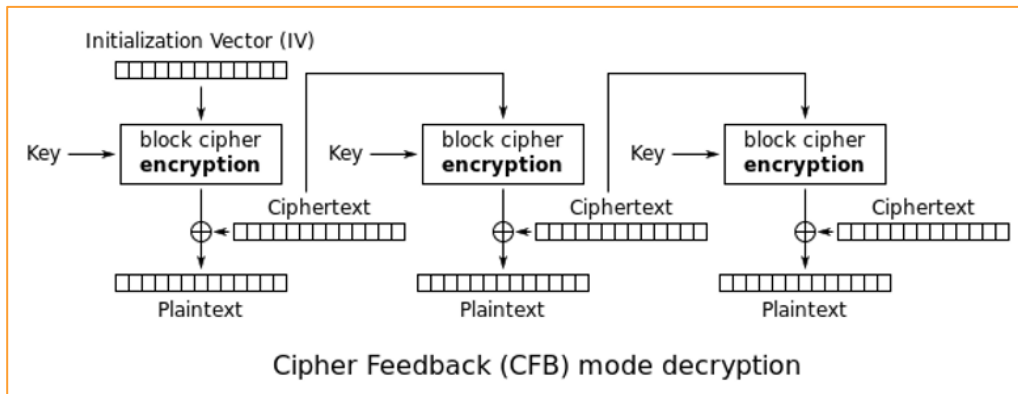 Initialization Vector (IV)
Key
block cipher
encryption
Key
block cipher
encryption
Key
block cipher
encryption
Ciphertext
Ciphertext
Ciphertext
Plaintext
Plaintext
Plaintext
Cipher Feedback (CFB) mode decryption